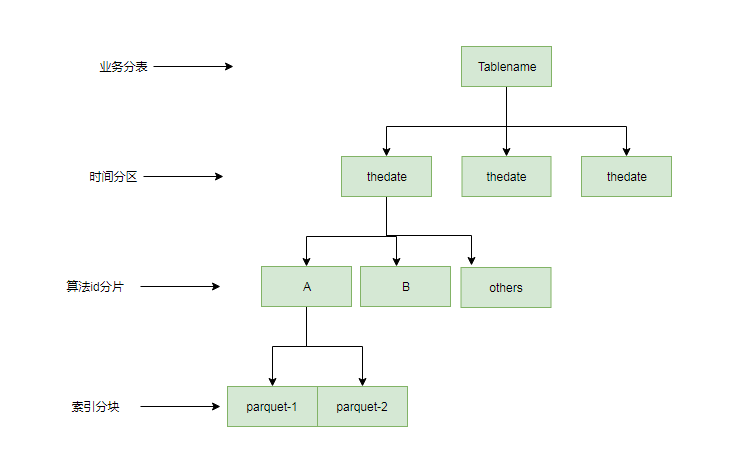 业务分表
Tablename
时间分区
thedate
thedate
thedate
算法id分片
A
B
others
索引分块
parquet-1
parquet-2